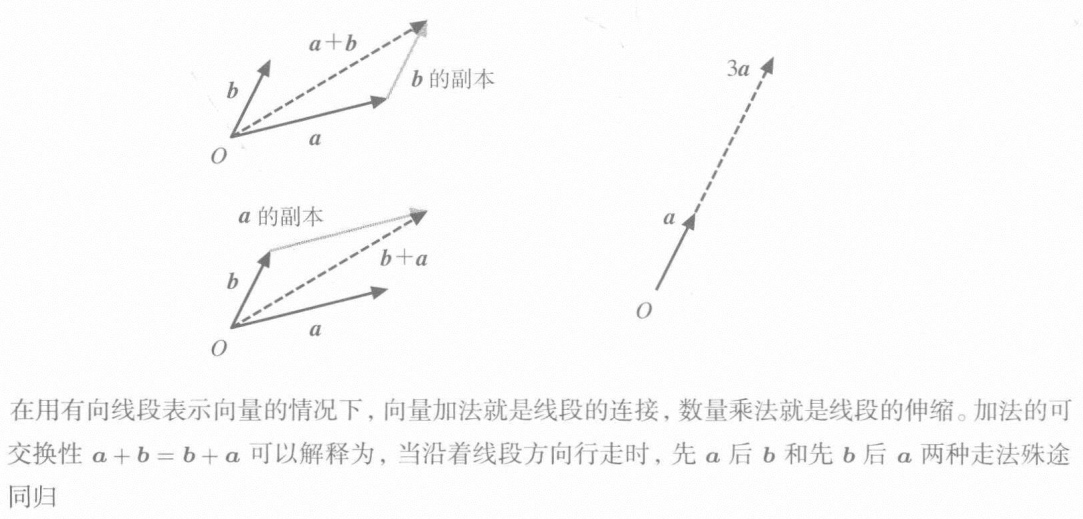 a+b
b
b 的副本
a
O
3a
a
O
a 的副本
b
b+a
a
O
在用有向线段表示向量的情况下，向量加法就是线段的连接，数量乘法就是线段的伸缩。加法的可
交换性 a+b=b+a 可以解释为，当沿着线段方向行走时，先 a 后 b 和先 b 后 a 两种走法殊途
同归